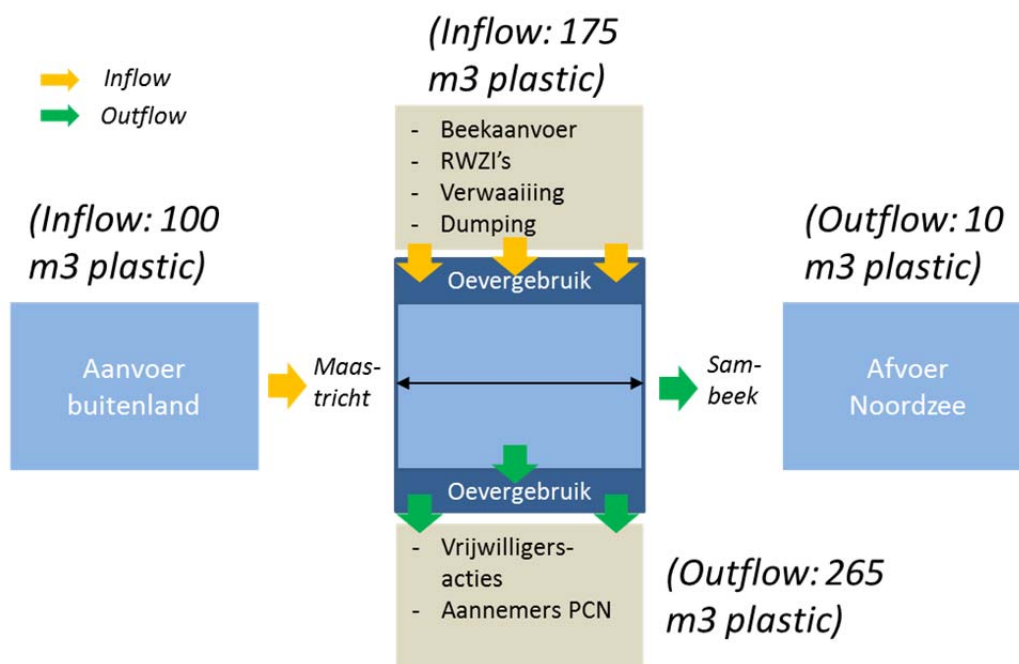 (Inflow: 175
m3 plastic)
Inflow
Outflow
- Beekaanvoer
- RWZI's
- Verwaaiiing
- Dumping
(Inflow: 100
m3 plastic)
(Outflow: 10
m3 plastic)
Oevergebruik
Aanvoer
buitenland
Maas-
tricht
Sam-
beek
Afvoer
Noordzee
Oevergebruik
- Vrijwilligers-
acties
- Aannemers PCN
(Outflow: 265
m3 plastic)